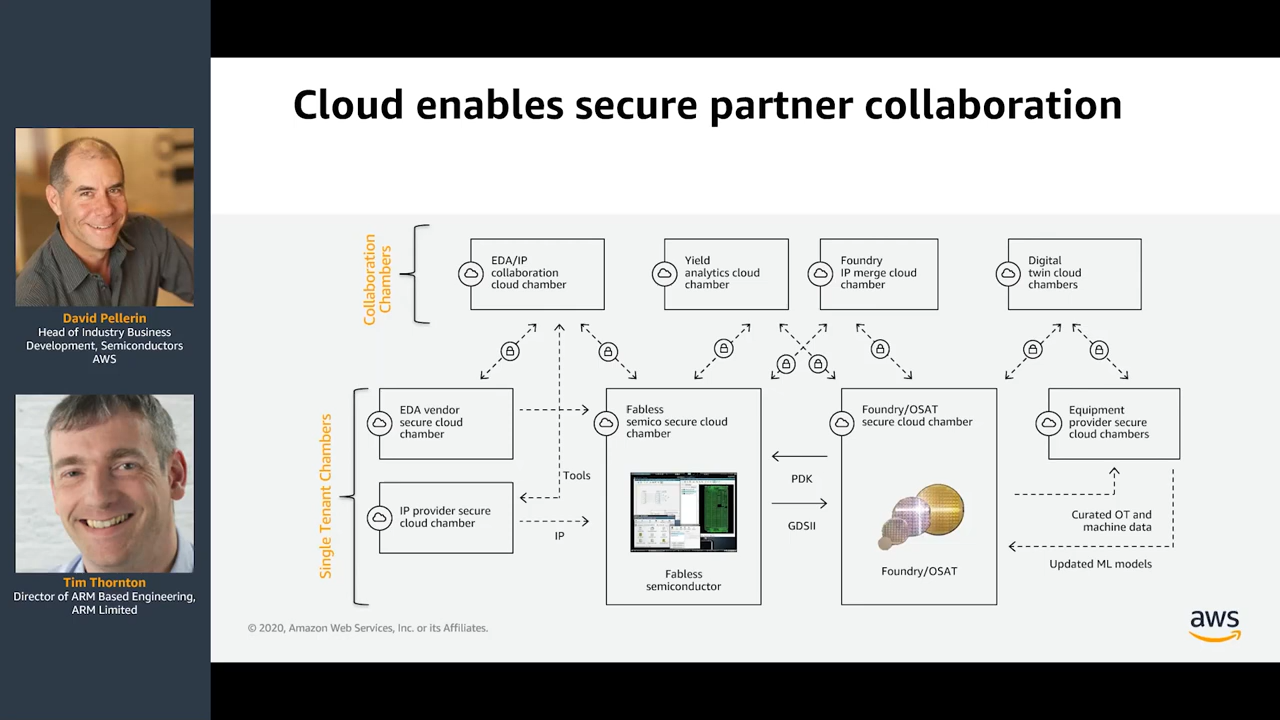 Cloud enables secure partner collaboration
David Pellerin
Head of Industry Business
Development, Semiconductors
AWS
Tim Thornton
Director of ARM Based Engineering,
ARM Limited
Collaboration
Chambers
EDA/IP
collaboration
cloud chamber
Yield
analytics cloud
chamber
Foundry
IP merge cloud
chamber
Digital
twin cloud
chambers
Single Tenant Chambers
EDA vendor
secure cloud
chamber
IP provider secure
cloud chamber
Tools
IP
Fabless
semico secure cloud
chamber
Fabless
semiconductor
PDK
GDSII
Foundry/OSAT
secure cloud chamber
Foundry/OSAT
Equipment
provider secure
cloud chambers
Curated OT and
machine data
Updated ML models
© 2020, Amazon Web Services, Inc. or its Affiliates.
aws